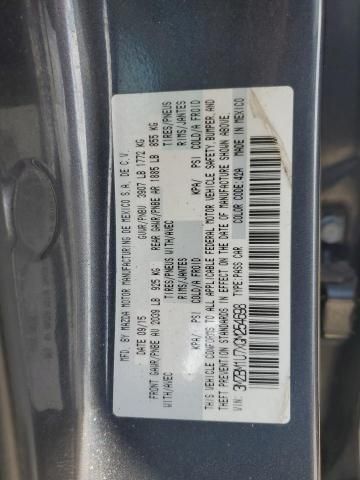 MFD. BY MAZDA MOTOR MANUFACTURING DE MEXICO S.A. DE C.V.
DATE 09/15 GVWR/PNBV 3907 LB 1772 KG
FRONT GAWR/PNBE AV 2039 LB 925 KG REAR GAWR/PNBE AR 1885 LB 855 KG
WITH/AVEC TIRES/PNEUS WITH/AVEC TIRES/PNEUS
RIMS/JANTES RIMS/JANTES
KPA/ PSI COLD/A FROID KPA/ PSI COLD/A FROID
THIS VEHICLE CONFORMS TO ALL APPLICABLE FEDERAL MOTOR VEHICLE SAFETY,BUMPER,AND
THEFT PREVENTION STANDARDS IN EFFECT ON THE DATE OF MANUFACTURE SHOWN ABOVE.
VIN: TYPE:PASS CAR COLOR CODE:42A MADE IN MEXICO